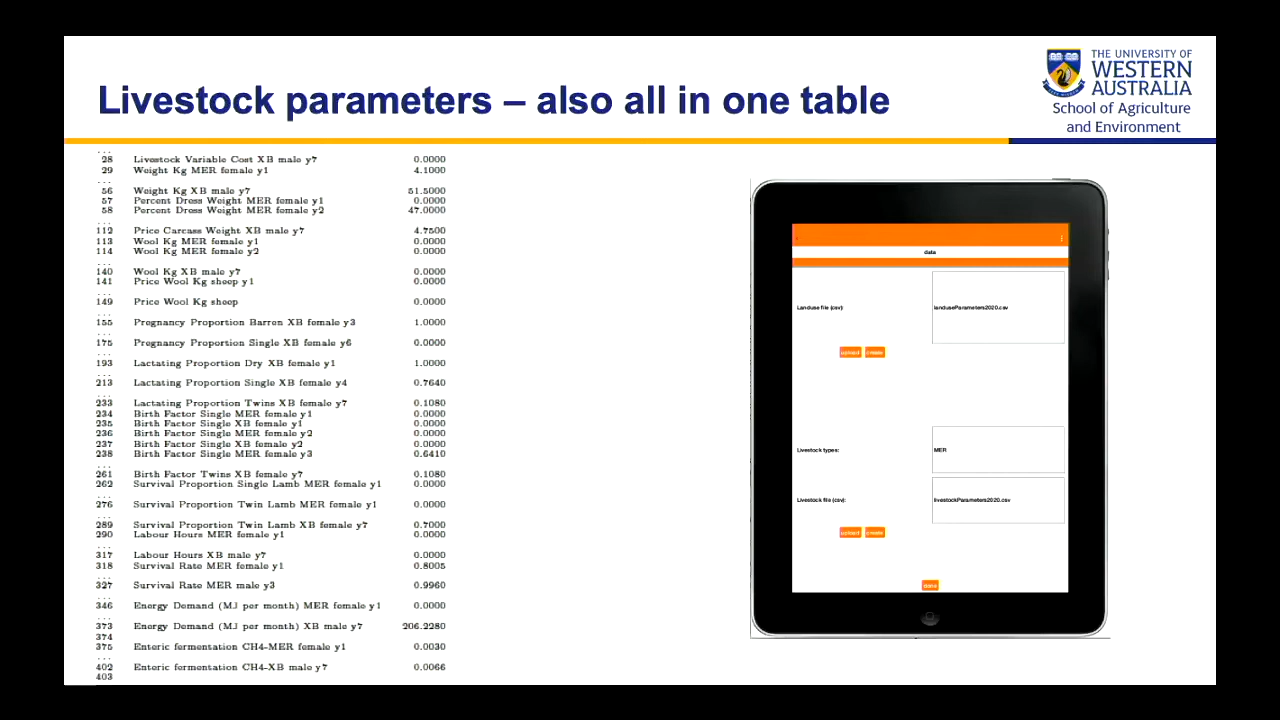 Livestock parameters – also all in one table
THE UNIVERSITY OF
WESTERN
AUSTRALIA
School of Agriculture
and Environment
...
28 Livestock Variable Cost XB male y7 0.0000
29 Weight Kg MER female y1 4.1000
...
56 Weight Kg XB male y7 51.5000
57 Percent Dress Weight MER female y1 0.0000
58 Percent Dress Weight MER female y2 47.0000
...
112 Price Carcass Weight XB male y7 4.7500
113 Wool Kg MER female y1 0.0000
114 Wool Kg MER female y2 0.0000
...
140 Wool Kg XB male y7 0.0000
141 Price Wool Kg sheep y1 0.0000
...
149 Price Wool Kg sheep 0.0000
...
155 Pregnancy Proportion Barren XB female y3 1.0000
...
175 Pregnancy Proportion Single XB female y6 0.0000
...
193 Lactating Proportion Dry XB female y1 1.0000
...
213 Lactating Proportion Single XB female y4 0.7640
...
233 Lactating Proportion Twins XB female y7 0.1080
234 Birth Factor Single MER female y1 0.0000
235 Birth Factor Single XB female y1 0.0000
236 Birth Factor Single MER female y2 0.0000
237 Birth Factor Single XB female y2 0.0000
238 Birth Factor Single MER female y3 0.6410
...
261 Birth Factor Twins XB female y7 0.1080
262 Survival Proportion Single Lamb MER female y1 0.0000
...
276 Survival Proportion Twin Lamb MER female y1 0.0000
...
289 Survival Proportion Twin Lamb XB female y7 0.7000
290 Labour Hours MER female y1 0.0000
...
317 Labour Hours XB male y7 0.0000
318 Survival Rate MER female y1 0.8005
...
327 Survival Rate MER male y3 0.9960
...
346 Energy Demand (MJ per month) MER female y1 0.0000
...
373 Energy Demand (MJ per month) XB male y7 206.2280
374
375 Enteric fermentation CH4-MER female y1 0.0030
...
402 Enteric fermentation CH4-XB male y7 0.0066
403
data
Landuse file (csv): landuseParameters2020.csv
upload create
Livestock types: MER
Livestock file (csv): livestockParameters2020.csv
upload create
done